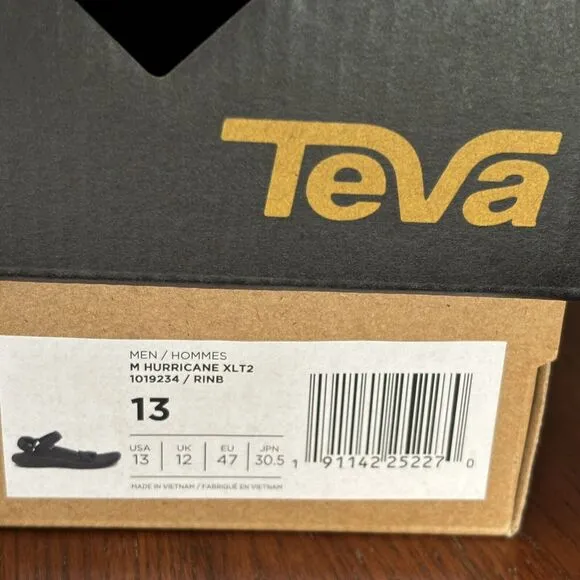 Teva
MEN / HOMMES
M HURRICANE XLT2
1019234 / RINB
13
USA UK EU JPN
13 12 47 30.5
1 91142 25227 0
MADE IN VIETNAM / FABRIQUÉ EN VIETNAM